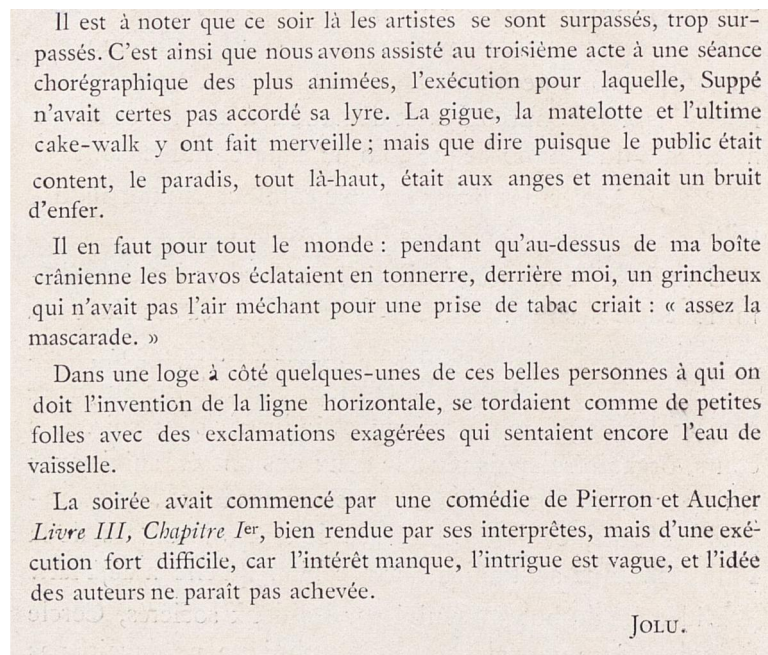 Il est à noter que ce soir là les artistes se sont surpassés, trop sur-
passés. C'est ainsi que nous avons assisté au troisième acte à une séance
chorégraphique des plus animées, l'exécution pour laquelle, Suppé
n'avait certes pas accordé sa lyre. La gigue, la matelotte et l'ultime
cake-walk y ont fait merveille ; mais que dire puisque le public était
content, le paradis, tout là-haut, était aux anges et menait un bruit
d'enfer.
Il en faut pour tout le monde : pendant qu'au-dessus de ma boîte
crânienne les bravos éclataient en tonnerre, derrière moi, un grincheux
qui n'avait pas l'air méchant pour une prise de tabac criait : « assez la
mascarade. »
Dans une loge à côté quelques-unes de ces belles personnes à qui on
doit l'invention de la ligne horizontale, se tordaient comme de petites
folles avec des exclamations exagérées qui sentaient encore l'eau de
vaisselle.
La soirée avait commencé par une comédie de Pierron et Aucher
Livre III, Chapitre Ier, bien rendue par ses interprêtes, mais d'une exé-
cution fort difficile, car l'intérêt manque, l'intrigue est vague, et l'idée
des auteurs ne paraît pas achevée.
JOLU.